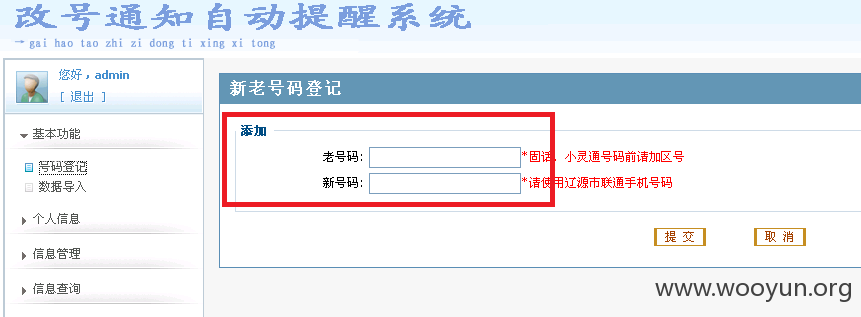 改号通知自动提醒系统
gai hao tao zhi zi dong ti xing xi tong
您好，admin
[ 退出 ]
基本功能
号码登记
数据导入
个人信息
信息管理
信息查询
新老号码登记
添加
老号码: *固话、小灵通号码前请加区号
新号码: *请使用辽源市联通手机号码
提 交 取 消
www.wooyun.org